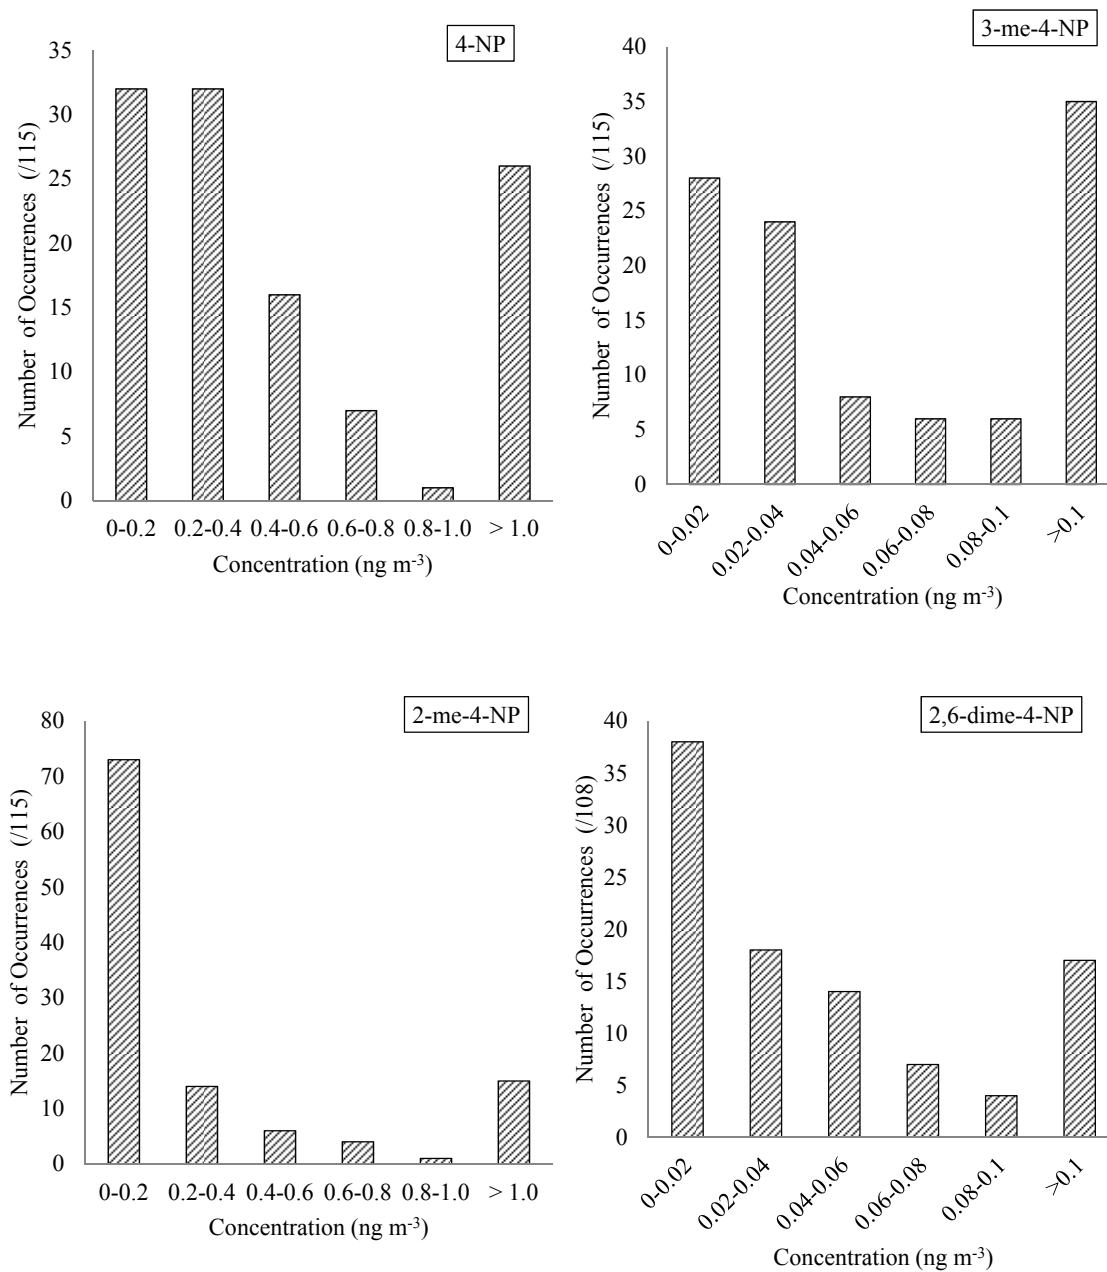 4-NP
Number of Occurrences (/115)
35
30
25
20
15
10
5
0
0-0.2 0.2-0.4 0.4-0.6 0.6-0.8 0.8-1.0 > 1.0
Concentration (ng m⁻³)
3-me-4-NP
Number of Occurrences (/115)
40
35
30
25
20
15
10
5
0
0-0.02 0.02-0.04 0.04-0.06 0.06-0.08 0.08-0.1 >0.1
Concentration (ng m⁻³)
2-me-4-NP
Number of Occurrences (/115)
80
70
60
50
40
30
20
10
0
0-0.2 0.2-0.4 0.4-0.6 0.6-0.8 0.8-1.0 > 1.0
Concentration (ng m⁻³)
2,6-dime-4-NP
Number of Occurrences (/108)
40
35
30
25
20
15
10
5
0
0-0.02 0.02-0.04 0.04-0.06 0.06-0.08 0.08-0.1 >0.1
Concentration (ng m⁻³)